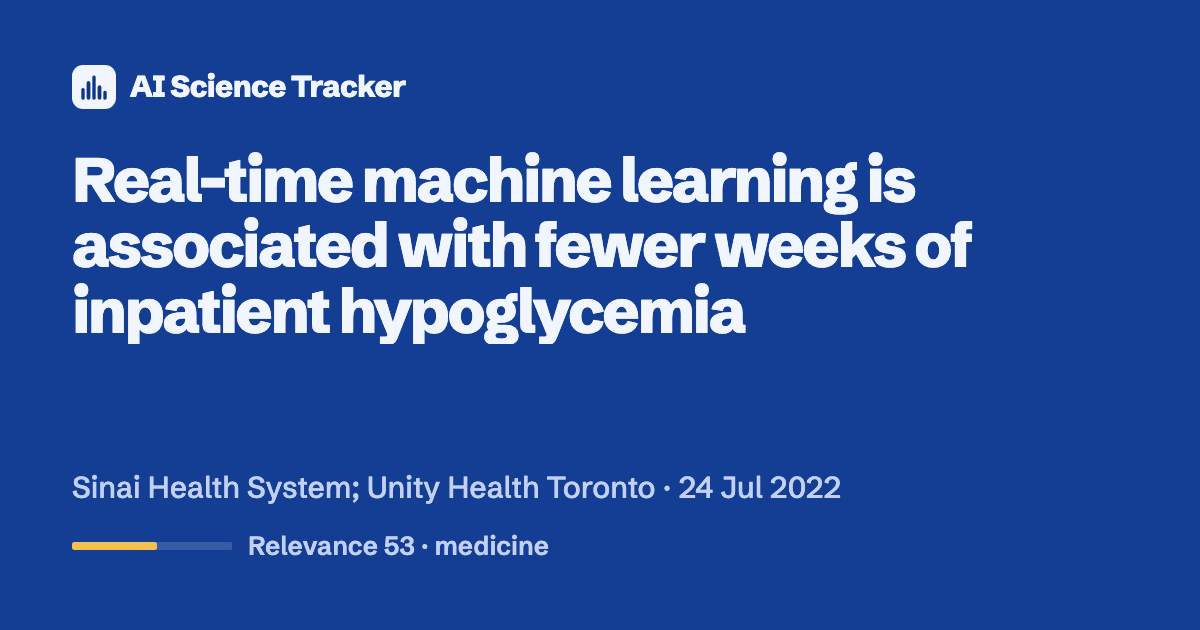 AI Science Tracker
Real-time machine learning is
associated with fewer weeks of
inpatient hypoglycemia
Sinai Health System; Unity Health Toronto · 24 Jul 2022
Relevance 53 · medicine